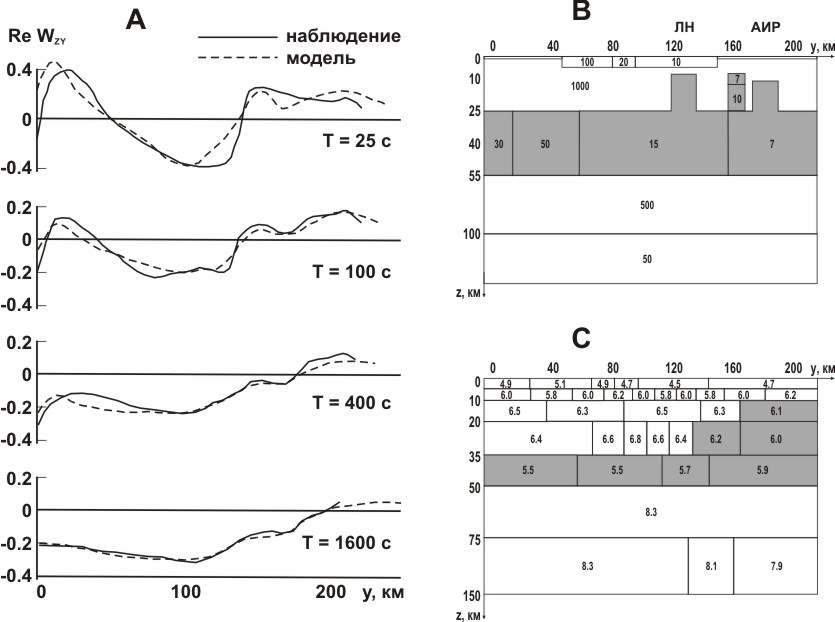 A
Re W_ZY
наблюдение
модель
0.4
0
-0.4
T = 25 с
0.2
0
-0.2
-0.4
T = 100 с
0.2
0
-0.2
-0.4
T = 400 с
0.2
0
-0.2
-0.4
T = 1600 с
0 100 200 y, км
B
ЛН АИР
0 40 80 120 160 200 y, км
0
10
25
40
55
100
z, км
100 20 10
1000
7
10
30 50 15 7
500
50
C
0 40 80 120 160 200 y, км
0
10
20
35
50
75
150
z, км
4.9 5.1 4.9 4.7 4.5 4.7
6.0 5.8 6.0 6.2 6.0 5.8 6.0 5.8 6.0 6.2
6.5 6.3 6.5 6.3 6.1
6.4 6.6 6.8 6.6 6.4 6.2 6.0
5.5 5.5 5.7 5.9
8.3
8.3 8.1 7.9